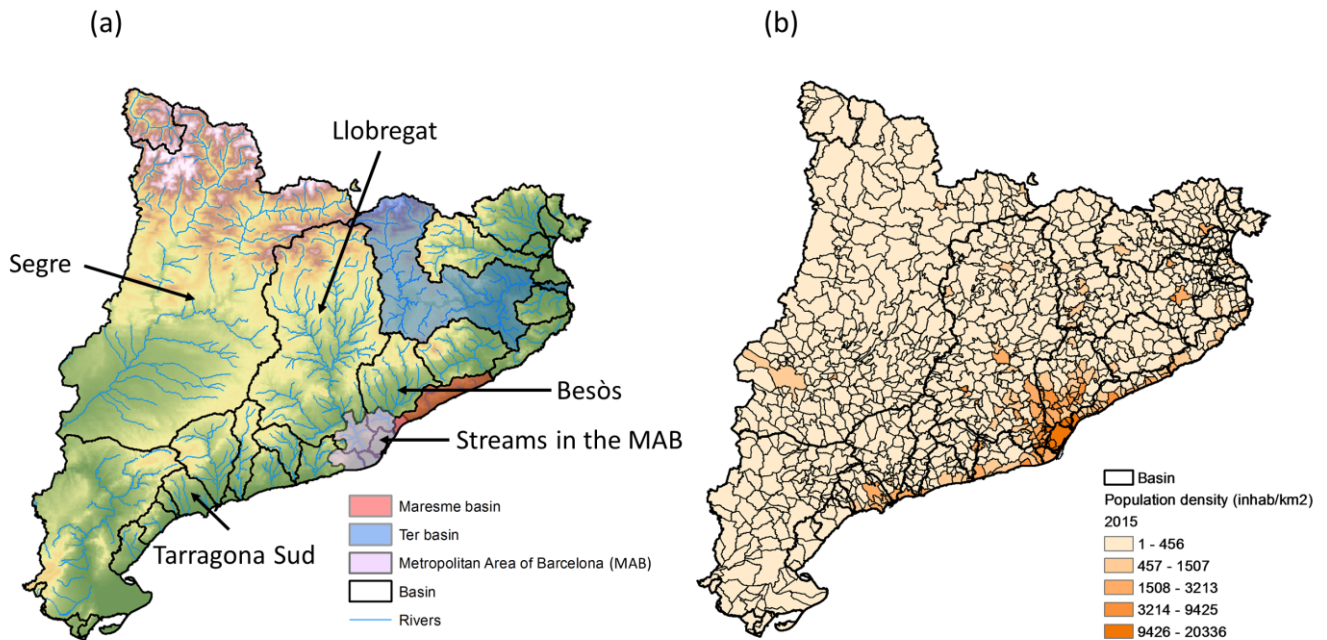 (a)
(b)
Llobregat
Segre
Besòs
Streams in the MAB
Tarragona Sud
Maresme basin
Ter basin
Metropolitan Area of Barcelona (MAB)
Basin
Rivers
Basin
Population density (inhab/km2)
2015
1 - 456
457 - 1507
1508 - 3213
3214 - 9425
9426 - 20336